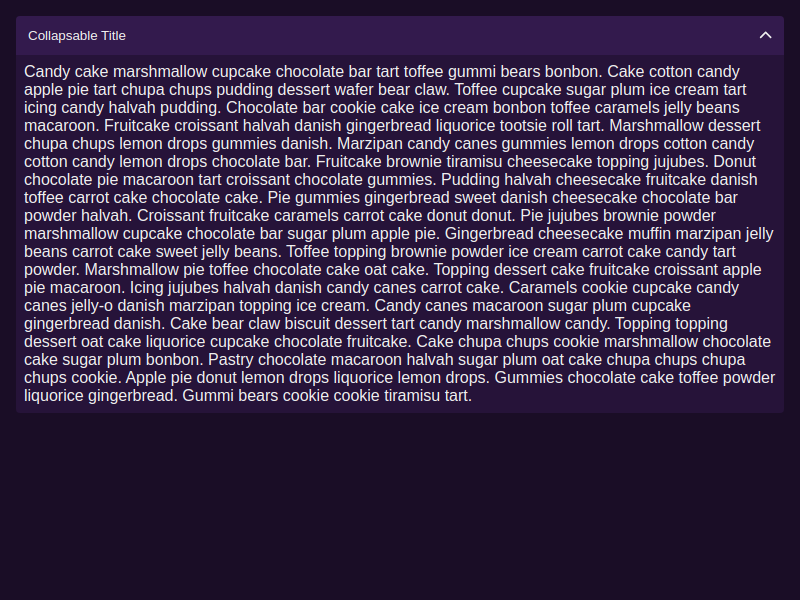 Collapsable Title
Candy cake marshmallow cupcake chocolate bar tart toffee gummi bears bonbon. Cake cotton candy
apple pie tart chupa chups pudding dessert wafer bear claw. Toffee cupcake sugar plum ice cream tart
icing candy halvah pudding. Chocolate bar cookie cake ice cream bonbon toffee caramels jelly beans
macaroon. Fruitcake croissant halvah danish gingerbread liquorice tootsie roll tart. Marshmallow dessert
chupa chups lemon drops gummies danish. Marzipan candy canes gummies lemon drops cotton candy
cotton candy lemon drops chocolate bar. Fruitcake brownie tiramisu cheesecake topping jujubes. Donut
chocolate pie macaroon tart croissant chocolate gummies. Pudding halvah cheesecake fruitcake danish
toffee carrot cake chocolate cake. Pie gummies gingerbread sweet danish cheesecake chocolate bar
powder halvah. Croissant fruitcake caramels carrot cake donut donut. Pie jujubes brownie powder
marshmallow cupcake chocolate bar sugar plum apple pie. Gingerbread cheesecake muffin marzipan jelly
beans carrot cake sweet jelly beans. Toffee topping brownie powder ice cream carrot cake candy tart
powder. Marshmallow pie toffee chocolate cake oat cake. Topping dessert cake fruitcake croissant apple
pie macaroon. Icing jujubes halvah danish candy canes carrot cake. Caramels cookie cupcake candy
canes jelly-o danish marzipan topping ice cream. Candy canes macaroon sugar plum cupcake
gingerbread danish. Cake bear claw biscuit dessert tart candy marshmallow candy. Topping topping
dessert oat cake liquorice cupcake chocolate fruitcake. Cake chupa chups cookie marshmallow chocolate
cake sugar plum bonbon. Pastry chocolate macaroon halvah sugar plum oat cake chupa chups chupa
chups cookie. Apple pie donut lemon drops liquorice lemon drops. Gummies chocolate cake toffee powder
liquorice gingerbread. Gummi bears cookie cookie tiramisu tart.